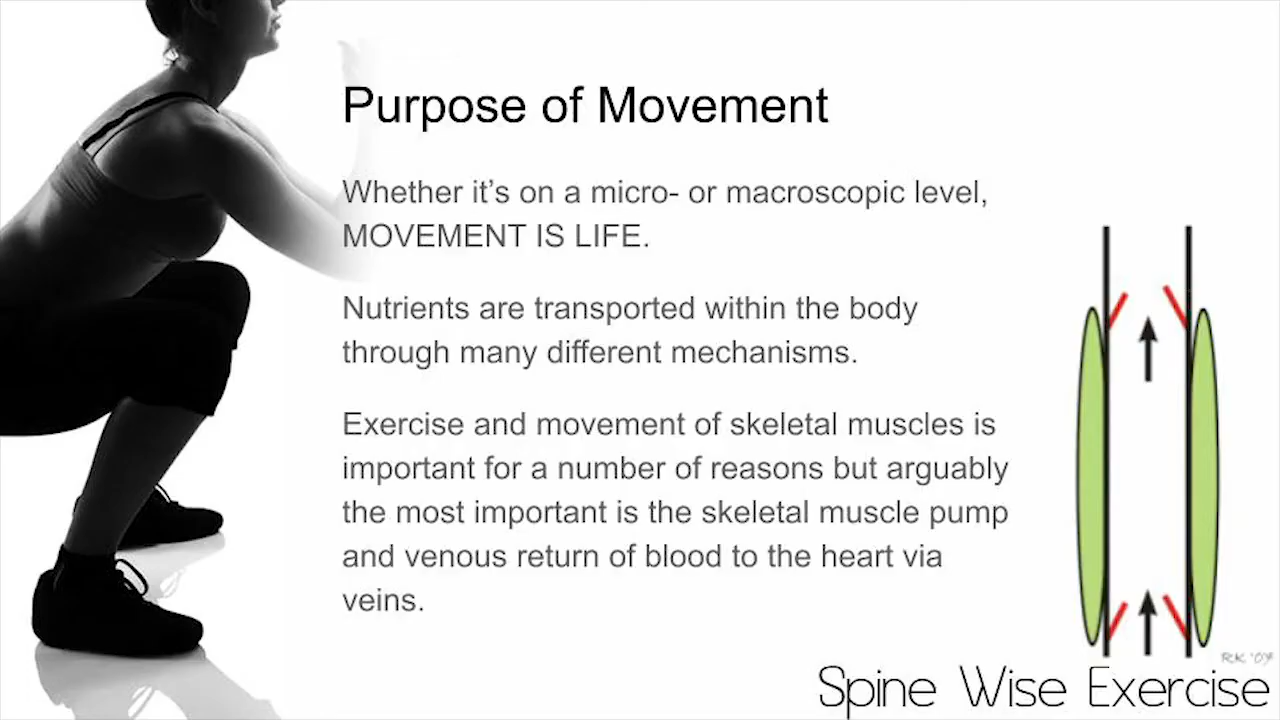 Purpose of Movement
Whether it’s on a micro- or macroscopic level,
MOVEMENT IS LIFE.
Nutrients are transported within the body
through many different mechanisms.
Exercise and movement of skeletal muscles is
important for a number of reasons but arguably
the most important is the skeletal muscle pump
and venous return of blood to the heart via
veins.
RK '07
Spine Wise Exercise